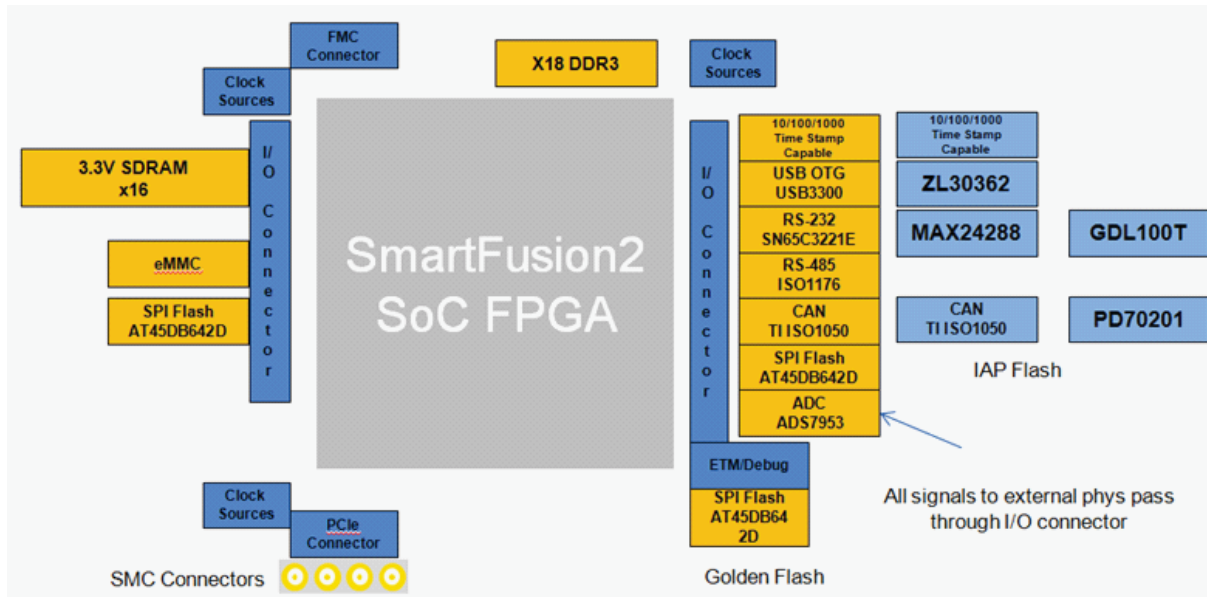 FMC
Connector
Clock
Sources
X18 DDR3
Clock
Sources
3.3V SDRAM
x16
eMMC
SPI Flash
AT45DB642D
I/O Connector
SmartFusion2
SoC FPGA
I/O Connector
10/100/1000
Time Stamp
Capable
USB OTG
USB3300
RS-232
SN65C3221E
RS-485
ISO1176
CAN
TI ISO1050
SPI Flash
AT45DB642D
ADC
ADS7953
10/100/1000
Time Stamp
Capable
ZL30362
MAX24288
GDL100T
CAN
TI ISO1050
PD70201
IAP Flash
ETM/Debug
SPI Flash
AT45DB64
2D
Golden Flash
All signals to external phys pass
through I/O connector
Clock
Sources
PCIe
Connector
SMC Connectors